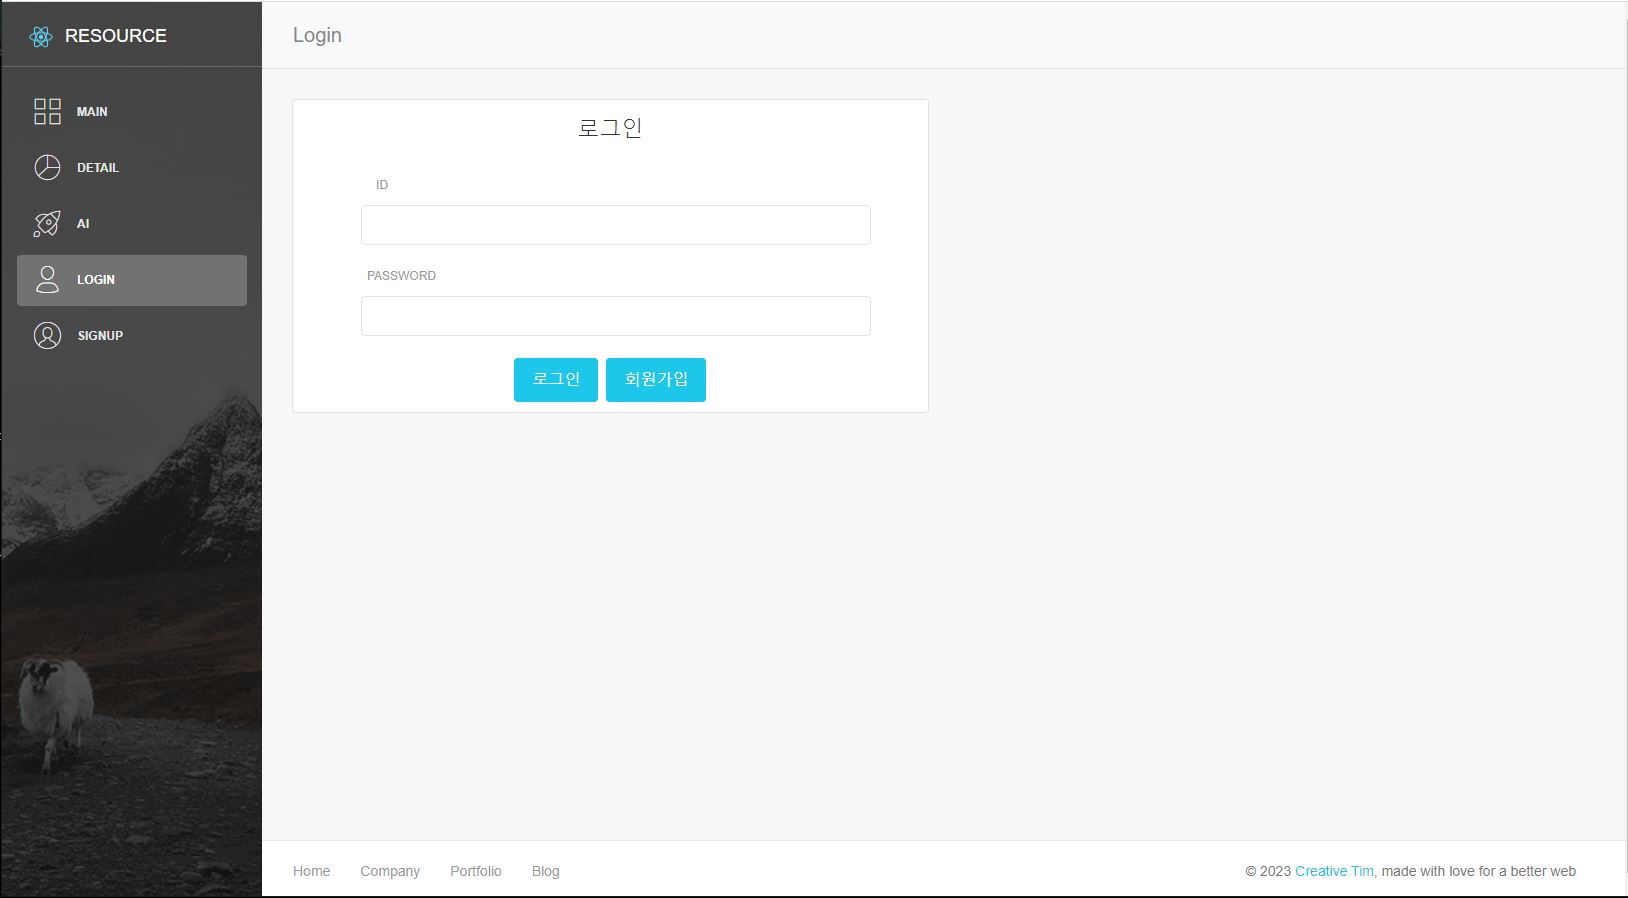 RESOURCE
MAIN
DETAIL
AI
LOGIN
SIGNUP
Login
로그인
ID
PASSWORD
로그인 회원가입
Home Company Portfolio Blog
© 2023 Creative Tim, made with love for a better web